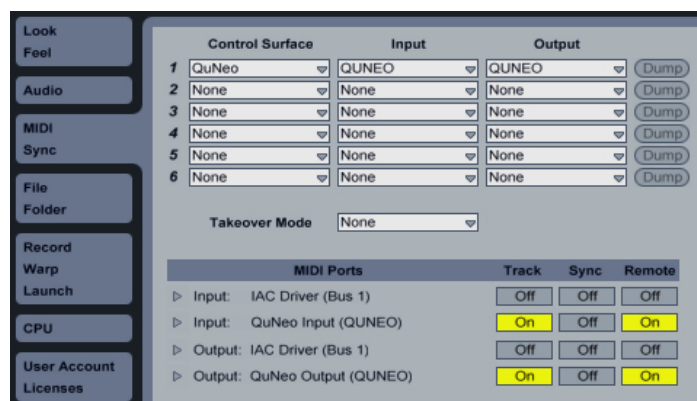 Look
Feel
Audio
MIDI
Sync
File
Folder
Record
Warp
Launch
CPU
User Account
Licenses
Control Surface Input Output
1 QuNeo QUNEO QUNEO Dump
2 None None None Dump
3 None None None Dump
4 None None None Dump
5 None None None Dump
6 None None None Dump
Takeover Mode None
MIDI Ports Track Sync Remote
Input: IAC Driver (Bus 1) Off Off Off
Input: QuNeo Input (QUNEO) On Off On
Output: IAC Driver (Bus 1) Off Off Off
Output: QuNeo Output (QUNEO) On Off On